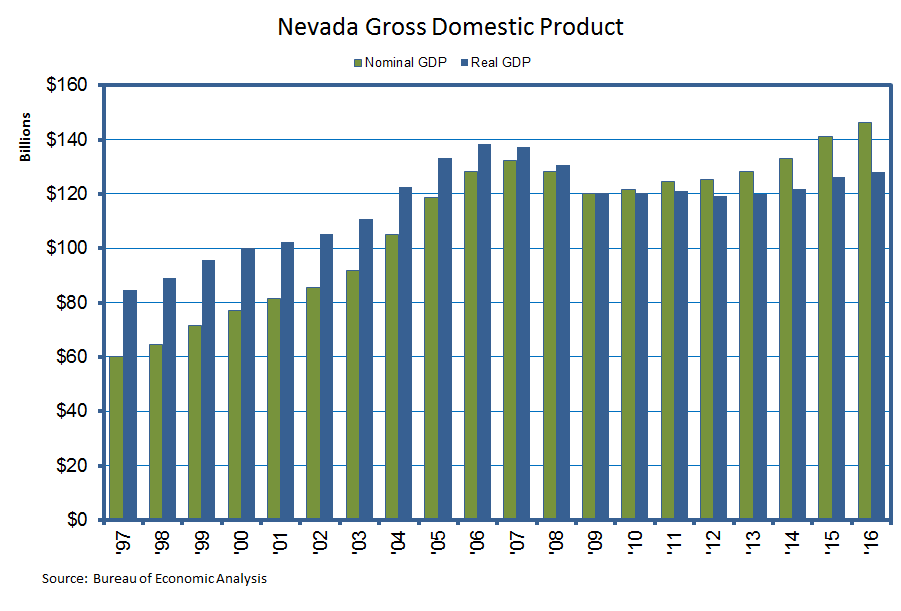 Nevada Gross Domestic Product
Nominal GDP Real GDP
Billions
$160
$140
$120
$100
$80
$60
$40
$20
$0
'97 '98 '99 '00 '01 '02 '03 '04 '05 '06 '07 '08 '09 '10 '11 '12 '13 '14 '15 '16
Source: Bureau of Economic Analysis